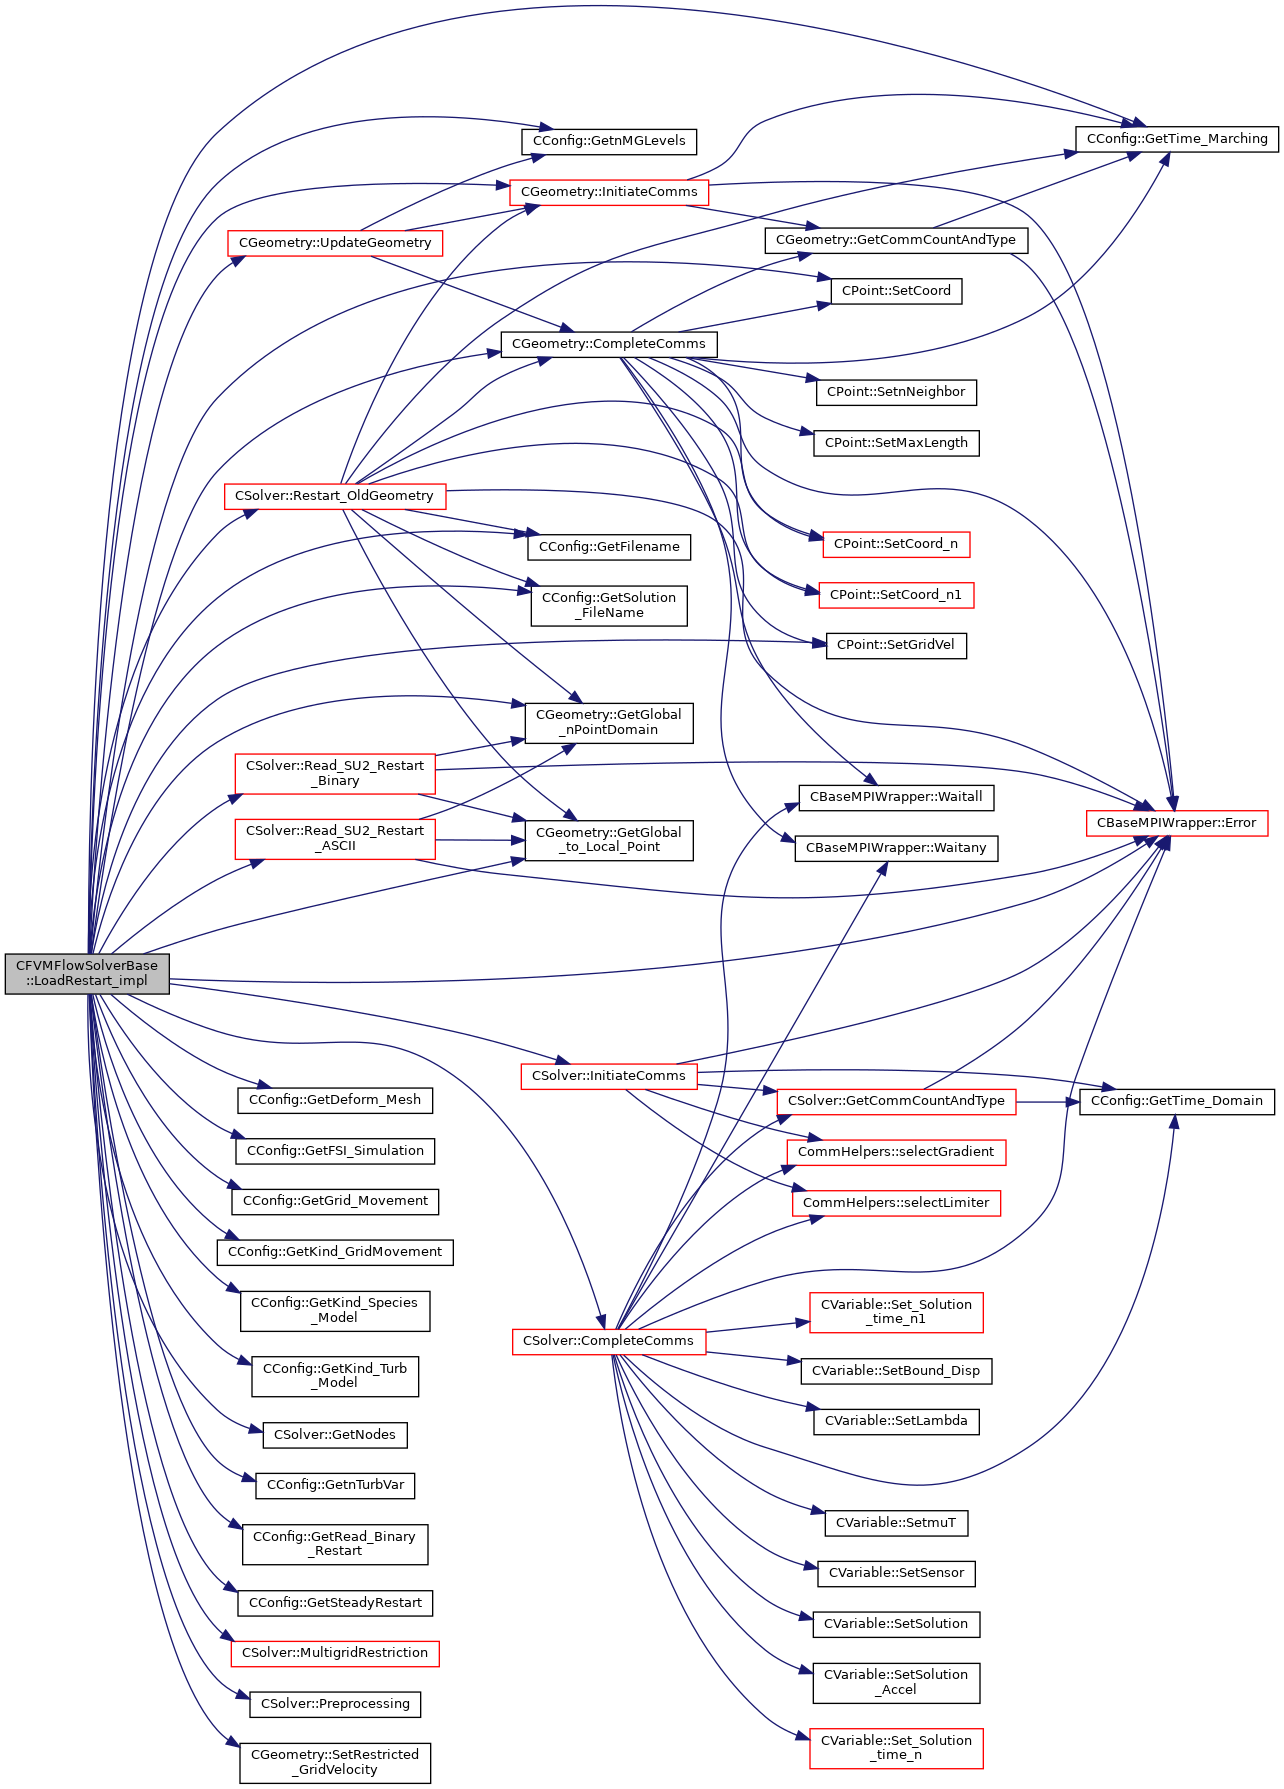 CConfig::GetTime_Marching
CConfig::GetnMGLevels
CGeometry::InitiateComms
CGeometry::UpdateGeometry
CGeometry::GetCommCountAndType
CPoint::SetCoord
CGeometry::CompleteComms
CPoint::SetnNeighbor
CPoint::SetMaxLength
CSolver::Restart_OldGeometry
CConfig::GetFilename
CPoint::SetCoord_n
CConfig::GetSolution
_FileName
CPoint::SetCoord_n1
CPoint::SetGridVel
CGeometry::GetGlobal
_nPointDomain
CSolver::Read_SU2_Restart
_Binary
CBaseMPIWrapper::Waitall
CSolver::Read_SU2_Restart
_ASCII
CGeometry::GetGlobal
_to_Local_Point
CBaseMPIWrapper::Error
CBaseMPIWrapper::Waitany
CFVMFlowSolverBase
::LoadRestart_impl
CSolver::InitiateComms
CConfig::GetDeform_Mesh
CSolver::GetCommCountAndType
CConfig::GetTime_Domain
CConfig::GetFSI_Simulation
CommHelpers::selectGradient
CConfig::GetGrid_Movement
CommHelpers::selectLimiter
CConfig::GetKind_GridMovement
CConfig::GetKind_Species
_Model
CVariable::Set_Solution
_time_n1
CSolver::CompleteComms
CConfig::GetKind_Turb
_Model
CVariable::SetBound_Disp
CSolver::GetNodes
CVariable::SetLambda
CConfig::GetnTurbVar
CConfig::GetRead_Binary
_Restart
CVariable::SetmuT
CVariable::SetSensor
CConfig::GetSteadyRestart
CVariable::SetSolution
CSolver::MultigridRestriction
CVariable::SetSolution
_Accel
CSolver::Preprocessing
CVariable::Set_Solution
_time_n
CGeometry::SetRestricted
_GridVelocity